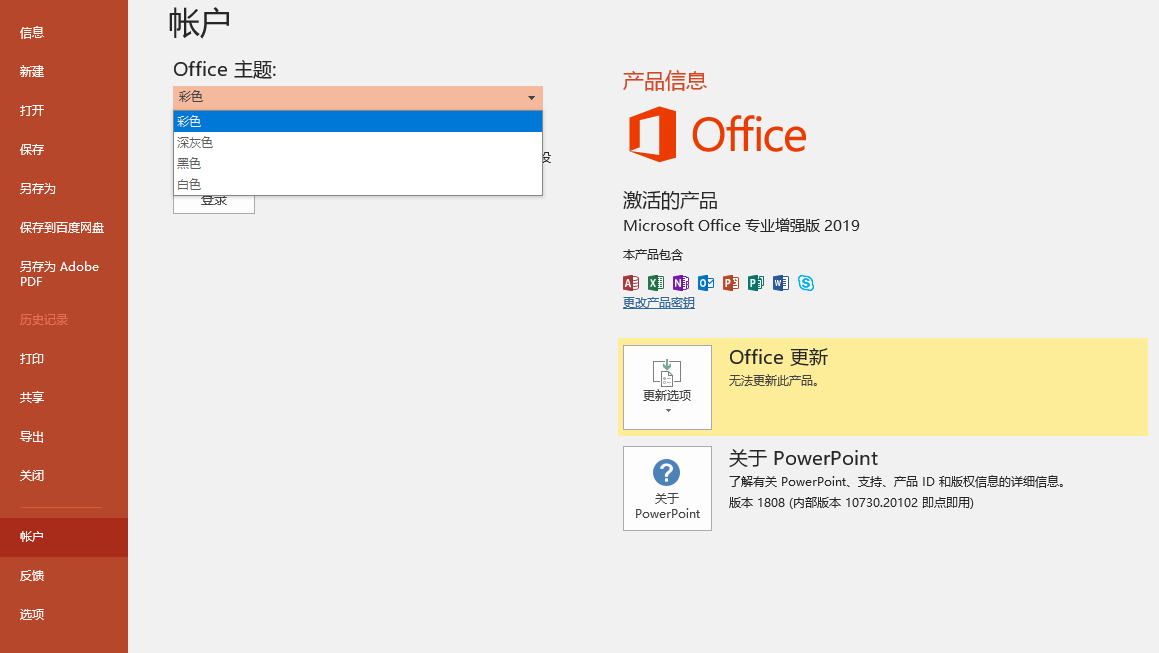 信息
新建
打开
保存
另存为
保存到百度网盘
另存为 Adobe
PDF
历史记录
打印
共享
导出
关闭
帐户
反馈
选项
帐户
Office 主题:
彩色
彩色
深灰色
黑色
白色
设
登录
产品信息
Office
激活的产品
Microsoft Office 专业增强版 2019
本产品包含
更改产品密钥
更新选项
Office 更新
无法更新此产品。
关于
PowerPoint
关于 PowerPoint
了解有关 PowerPoint、支持、产品 ID 和版权信息的详细信息。
版本 1808 (内部版本 10730.20102 即点即用)